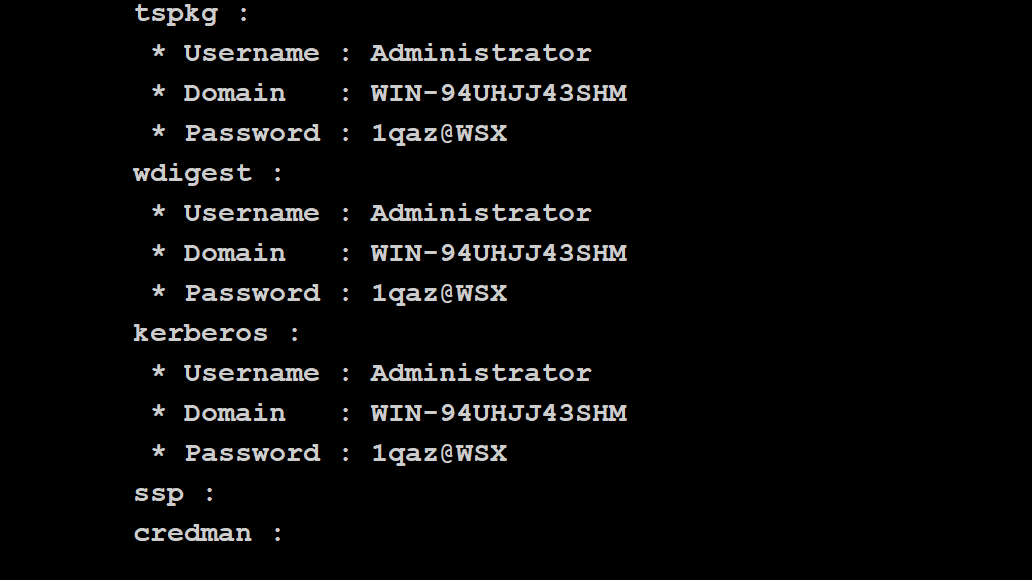 tspkg :
* Username : Administrator
* Domain   : WIN-94UHJJ43SHM
* Password : 1qaz@WSX
wdigest :
* Username : Administrator
* Domain   : WIN-94UHJJ43SHM
* Password : 1qaz@WSX
kerberos :
* Username : Administrator
* Domain   : WIN-94UHJJ43SHM
* Password : 1qaz@WSX
ssp :
credman :